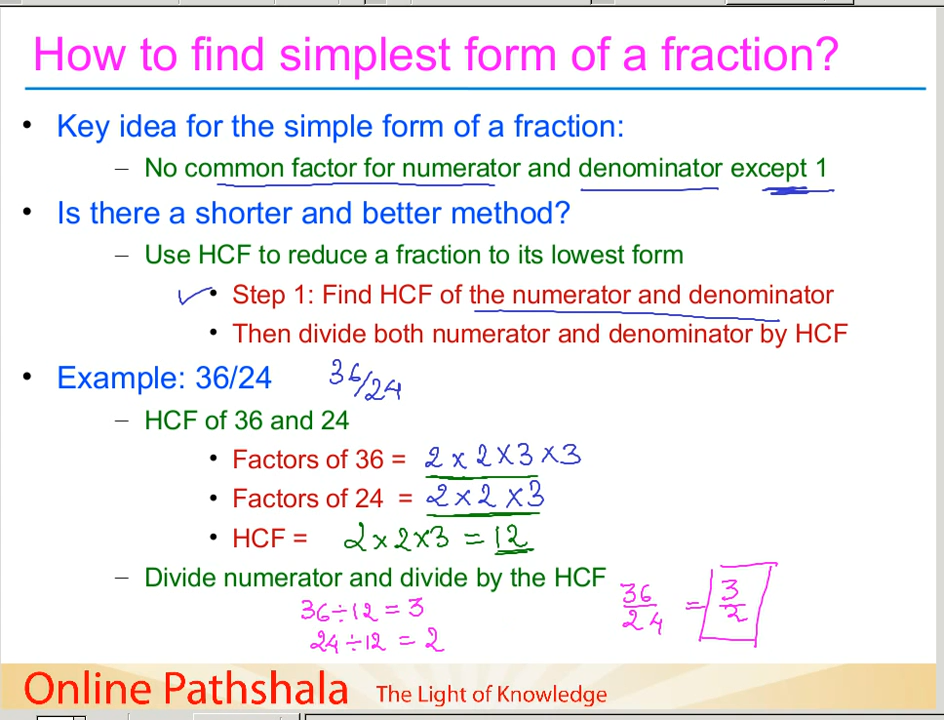 How to find simplest form of a fraction?
• Key idea for the simple form of a fraction:
– No common factor for numerator and denominator except 1
• Is there a shorter and better method?
– Use HCF to reduce a fraction to its lowest form
• Step 1: Find HCF of the numerator and denominator
• Then divide both numerator and denominator by HCF
• Example: 36/24 36/24
– HCF of 36 and 24
• Factors of 36 = 2 × 2 × 3 × 3
• Factors of 24 = 2 × 2 × 3
• HCF = 2 × 2 × 3 = 12
– Divide numerator and divide by the HCF
36 ÷ 12 = 3
24 ÷ 12 = 2
36/24 = 3/2
Online Pathshala The Light of Knowledge